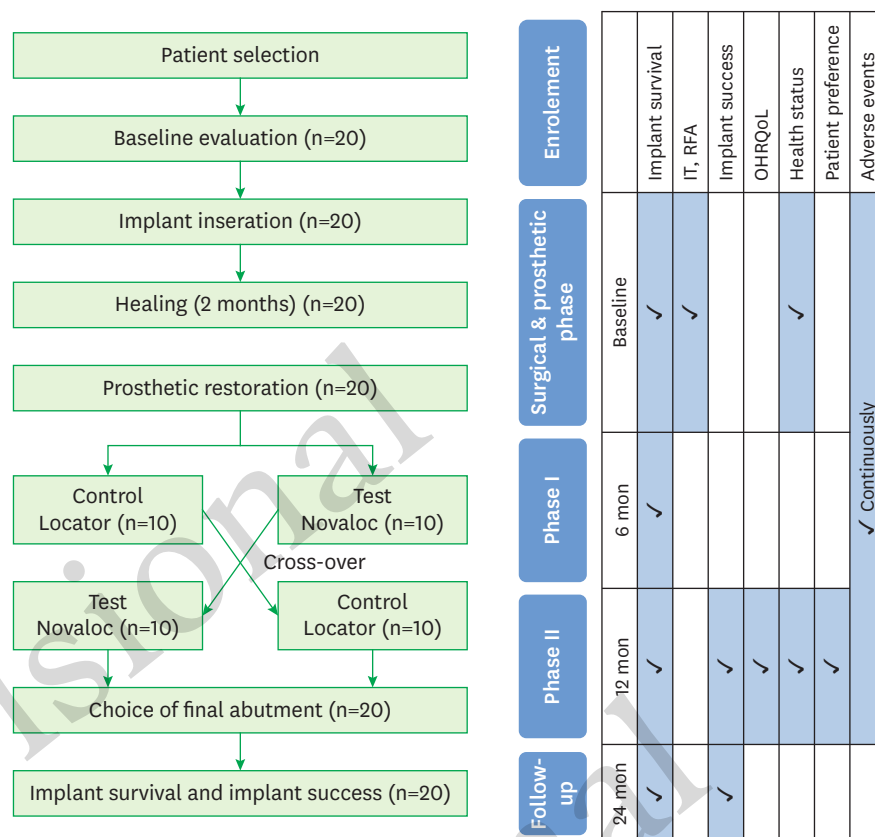 Patient selection
Baseline evaluation (n=20)
Implant inseration (n=20)
Healing (2 months) (n=20)
Prosthetic restoration (n=20)
Control
Locator (n=10)
Test
Novaloc (n=10)
Cross-over
Test
Novaloc (n=10)
Control
Locator (n=10)
Choice of final abutment (n=20)
Implant survival and implant success (n=20)
Enrolement
Surgical & prosthetic
phase
Phase I
Phase II
Follow-
up
Implant survival
IT, RFA
Implant success
OHRQoL
Health status
Patient preference
Adverse events
Baseline
✓
✓
✓
6 mon
✓
✓ Continuously
12 mon
✓
✓
✓
✓
✓
24 mon
✓
✓